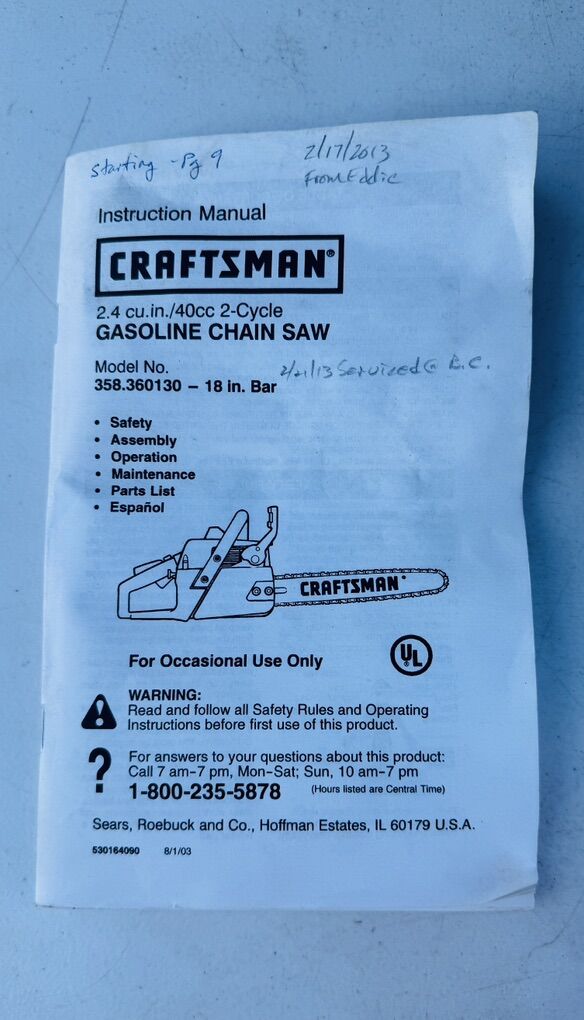 Starting - Pg 9
2/17/2013
From Eddie
Instruction Manual
CRAFTSMAN®
2.4 cu.in./40cc 2-Cycle
GASOLINE CHAIN SAW
Model No.
358.360130 – 18 in. Bar
2/21/13 Serviced @ B.C.
• Safety
• Assembly
• Operation
• Maintenance
• Parts List
• Español
CRAFTSMAN®
For Occasional Use Only
UL
WARNING:
Read and follow all Safety Rules and Operating
Instructions before first use of this product.
?
For answers to your questions about this product:
Call 7 am-7 pm, Mon-Sat; Sun, 10 am-7 pm
1-800-235-5878 (Hours listed are Central Time)
Sears, Roebuck and Co., Hoffman Estates, IL 60179 U.S.A.
530164090 8/1/03